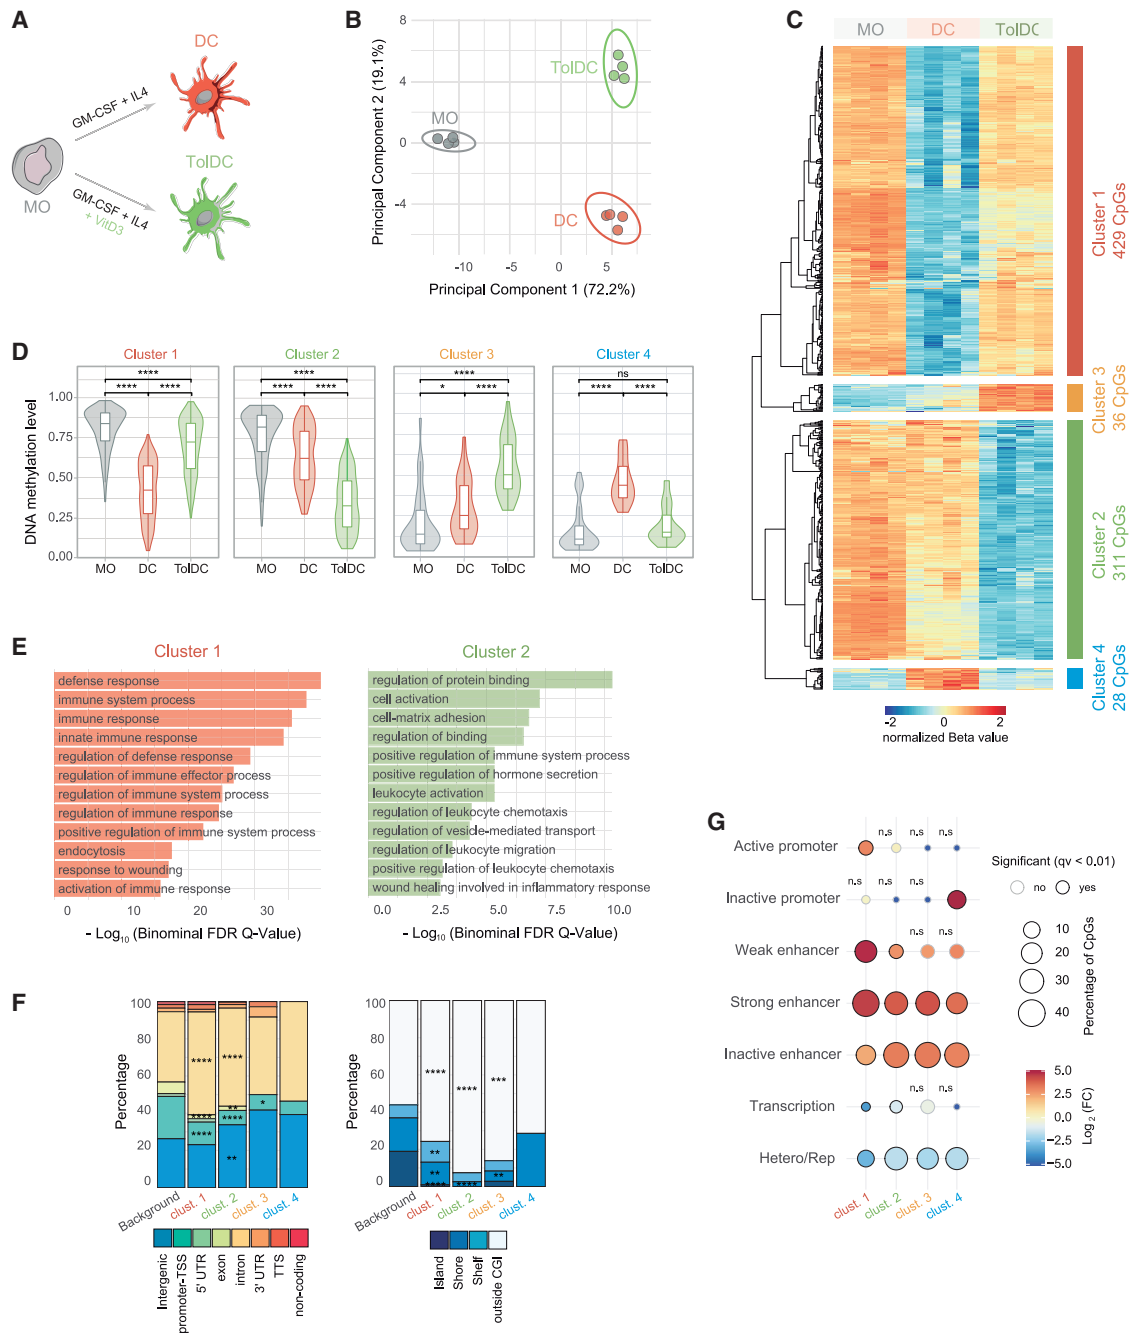 A
DC
GM-CSF + IL4
MO
TolDC
GM-CSF + IL4
+ VitD3
B
8
4
0
-4
-10
-5
0
5
Principal Component 2 (19.1%)
Principal Component 1 (72.2%)
TolDC
MO
DC
C
MO
DC
TolDC
Cluster 1
429 CpGs
Cluster 3
36 CpGs
Cluster 2
311 CpGs
Cluster 4
28 CpGs
-2
0
2
normalized Beta value
D
Cluster 1
Cluster 2
Cluster 3
Cluster 4
****
**** ****
****
**** ****
****
* ****
ns
**** ****
DNA methylation level
1.00
0.75
0.50
0.25
0.00
MO DC TolDC
MO DC TolDC
MO DC TolDC
MO DC TolDC
E
Cluster 1
defense response
immune system process
immune response
innate immune response
regulation of defense response
regulation of immune effector process
regulation of immune system process
regulation of immune response
positive regulation of immune system process
endocytosis
response to wounding
activation of immune response
0 10 20 30
- Log10 (Binominal FDR Q-Value)
Cluster 2
regulation of protein binding
cell activation
cell-matrix adhesion
regulation of binding
positive regulation of immune system process
positive regulation of hormone secretion
leukocyte activation
regulation of leukocyte chemotaxis
regulation of vesicle-mediated transport
regulation of leukocyte migration
positive regulation of leukocyte chemotaxis
wound healing involved in inflammatory response
0.0 2.5 5.0 7.5 10.0
- Log10 (Binominal FDR Q-Value)
F
Percentage
100
80
60
40
20
0
****
****
****
****
**
****
**
*
Background
clust. 1
clust. 2
clust. 3
clust. 4
Intergenic
promoter-TSS
5' UTR
exon
intron
3' UTR
TTS
non-coding
Percentage
100
80
60
40
20
0
****
**
**
****
****
****
***
**
Background
clust. 1
clust. 2
clust. 3
clust. 4
Island
Shore
Shelf
outside CGI
G
Active promoter
n.s n.s n.s
Inactive promoter
n.s n.s n.s
Weak enhancer
n.s n.s
Strong enhancer
Inactive enhancer
Transcription
n.s n.s
Hetero/Rep
clust. 1
clust. 2
clust. 3
clust. 4
Significant (qv < 0.01)
no yes
10
20
30
40
Percentage of CpGs
5.0
2.5
0.0
-2.5
-5.0
Log2 (FC)